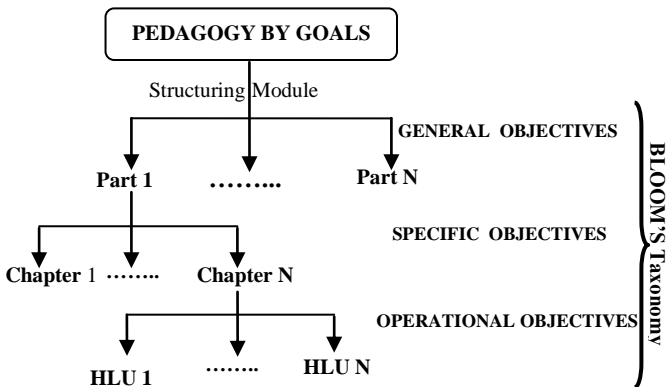 PEDAGOGY BY GOALS
Structuring Module
GENERAL OBJECTIVES
Part 1
……...
Part N
SPECIFIC OBJECTIVES
Chapter 1
……..
Chapter N
OPERATIONAL OBJECTIVES
HLU 1
……..
HLU N
BLOOM'S Taxonomy